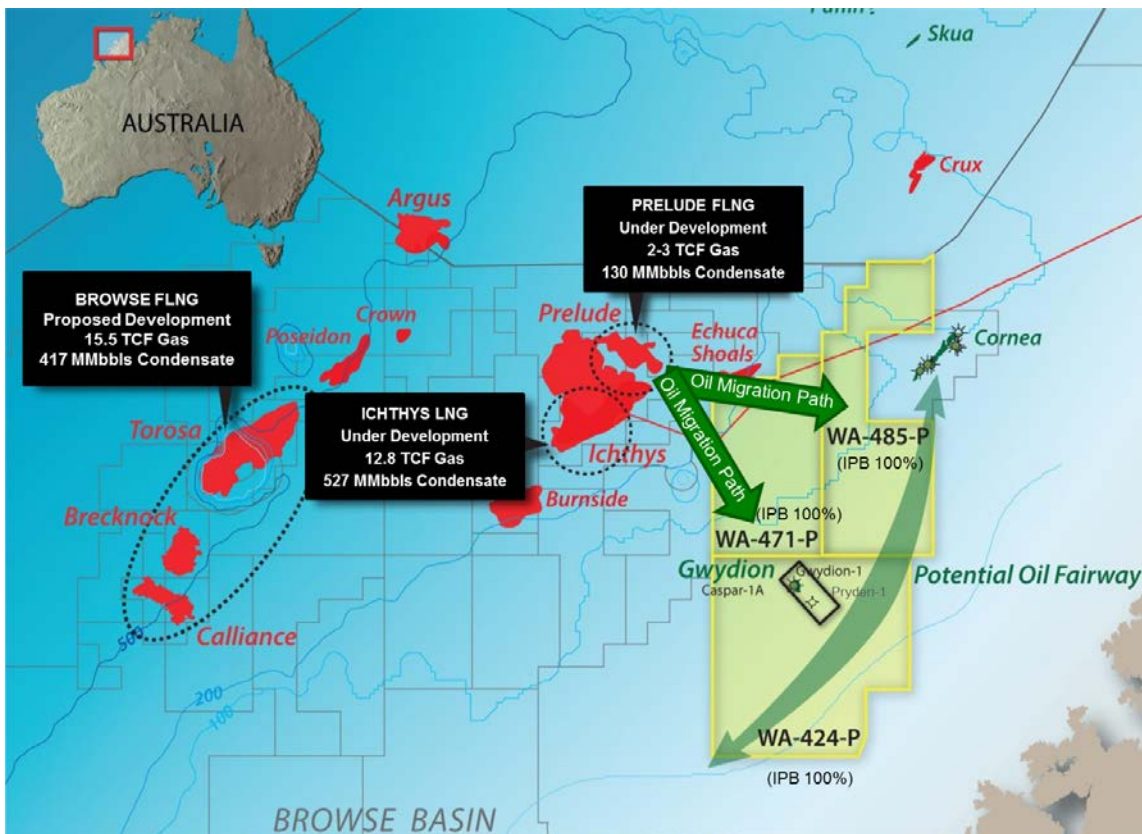 Skua
AUSTRALIA
Crux
Argus
PRELUDE FLNG
Under Development
2-3 TCF Gas
130 MMbbls Condensate
BROWSE FLNG
Proposed Development
15.5 TCF Gas
417 MMbbls Condensate
Crown
Poseidon
Prelude
Echuca
Shoals
Cornea
Oil Migration Path
Oil Migration Path
ICHTHYS LNG
Under Development
12.8 TCF Gas
527 MMbbls Condensate
Torosa
Ichthys
WA-485-P
(IPB 100%)
Burnside
Brecknock
(IPB 100%)
WA-471-P
Gwydion
Gwydion-1
Caspar-1A
Pryderi-1
Potential Oil Fairway
Calliance
500
200
100
WA-424-P
(IPB 100%)
BROWSE BASIN